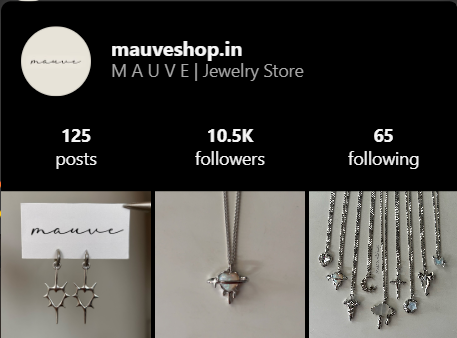 mauve
mauveshop.in
M A U V E | Jewelry Store
125
posts
10.5K
followers
65
following
mauve